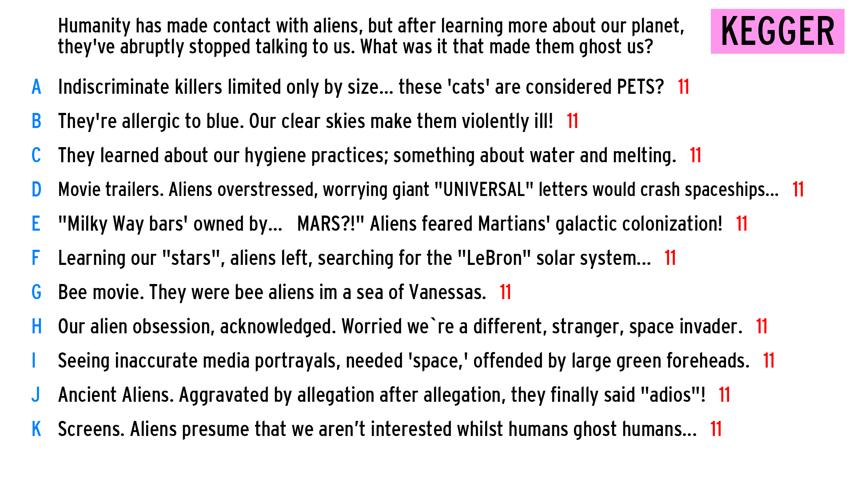 Humanity has made contact with aliens, but after learning more about our planet,
they've abruptly stopped talking to us. What was it that made them ghost us?
KEGGER
A Indiscriminate killers limited only by size... these 'cats' are considered PETS? 11
B They're allergic to blue. Our clear skies make them violently ill! 11
C They learned about our hygiene practices; something about water and melting. 11
D Movie trailers. Aliens overstressed, worrying giant "UNIVERSAL" letters would crash spaceships... 11
E "Milky Way bars' owned by... MARS?!" Aliens feared Martians' galactic colonization! 11
F Learning our "stars", aliens left, searching for the "LeBron" solar system... 11
G Bee movie. They were bee aliens im a sea of Vanessas. 11
H Our alien obsession, acknowledged. Worried we`re a different, stranger, space invader. 11
I Seeing inaccurate media portrayals, needed 'space,' offended by large green foreheads. 11
J Ancient Aliens. Aggravated by allegation after allegation, they finally said "adios"! 11
K Screens. Aliens presume that we aren’t interested whilst humans ghost humans... 11